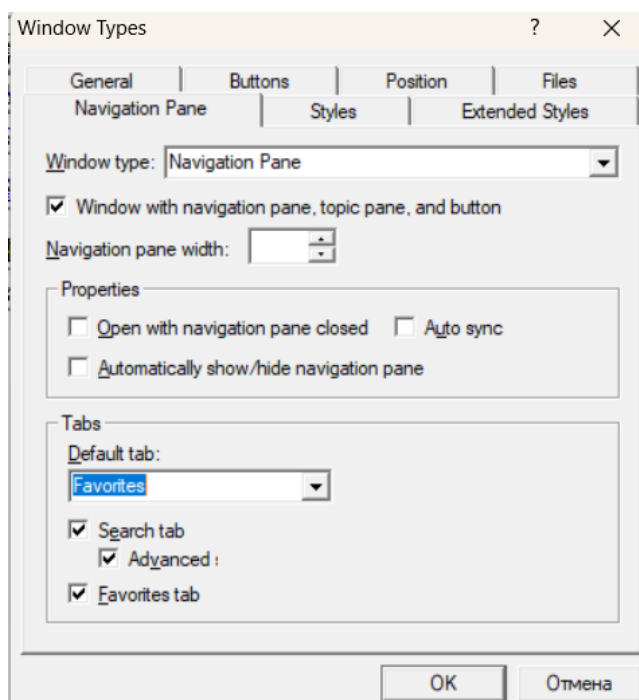 Window Types
General Buttons Position Files
Navigation Pane Styles Extended Styles
Window type: Navigation Pane
Window with navigation pane, topic pane, and button
Navigation pane width:
Properties
Open with navigation pane closed Auto sync
Automatically show/hide navigation pane
Tabs
Default tab:
Favorites
Search tab
Advanced
Favorites tab
OK Отмена